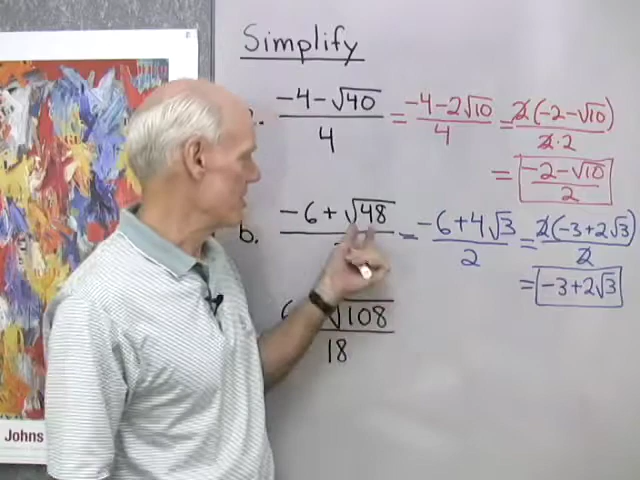 Simplify
-4-√40 / 4 = -4-2√10 / 4 = 2(-2-√10) / 2·2
= -2-√10 / 2
b. -6+√48 = -6+4√3 / 2 = 2(-3+2√3) / 2
= -3+2√3
√108 / 18
Johns